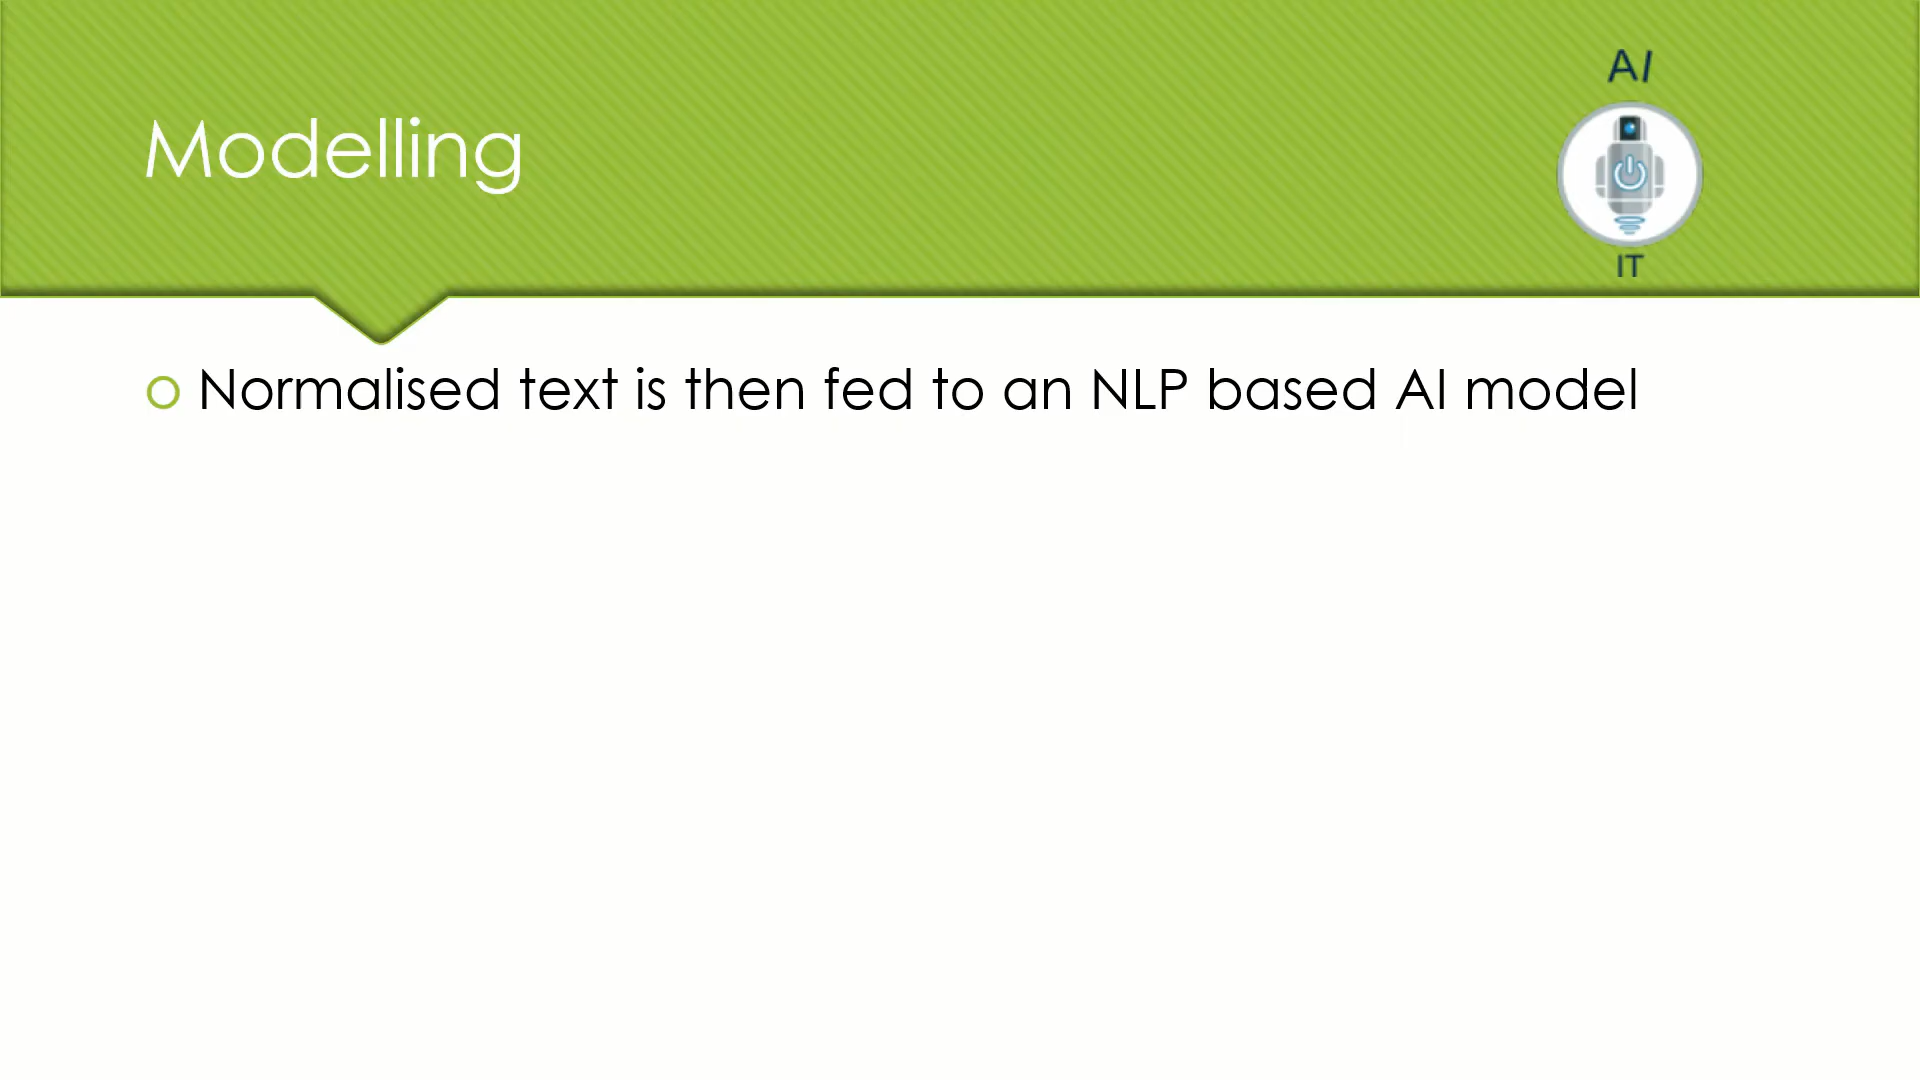 AI
Modelling
IT
Normalised text is then fed to an NLP based AI model